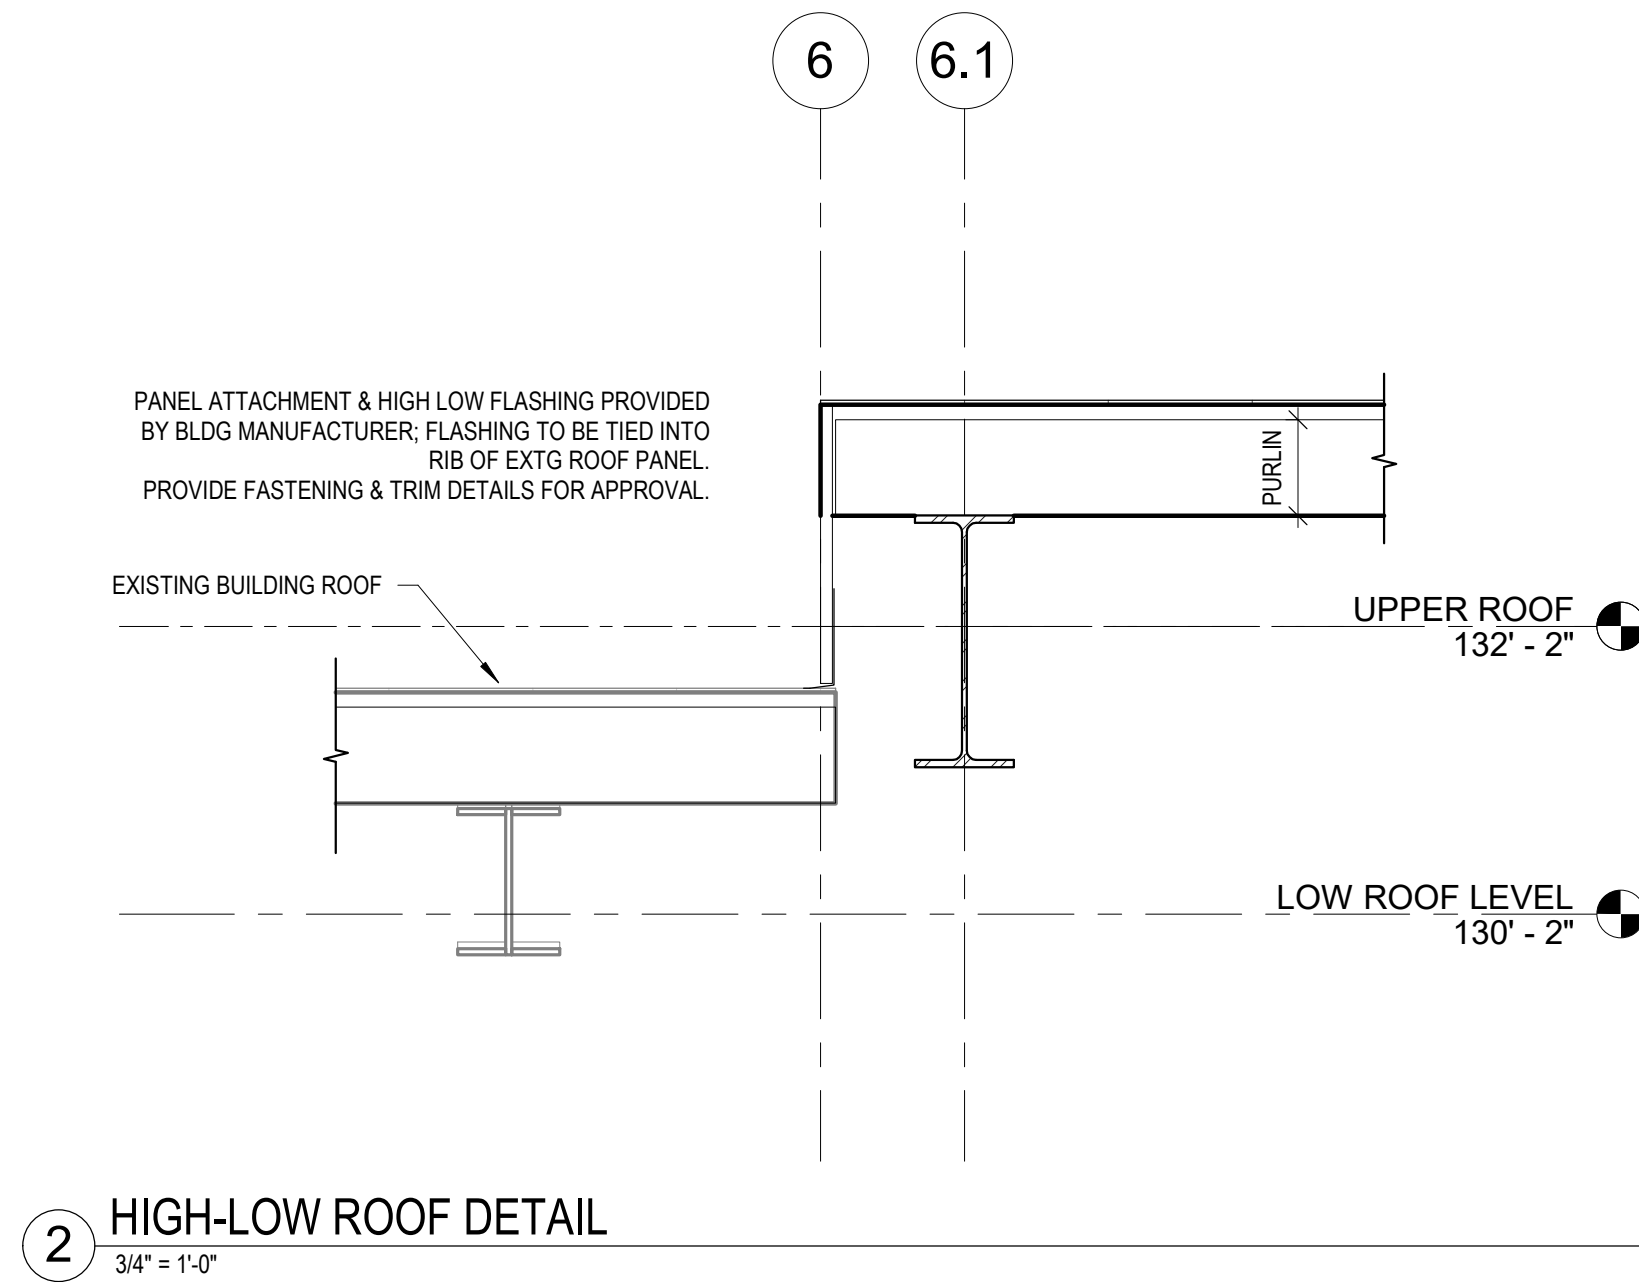 6
6.1
PANEL ATTACHMENT & HIGH LOW FLASHING PROVIDED
BY BLDG MANUFACTURER; FLASHING TO BE TIED INTO
RIB OF EXTG ROOF PANEL.
PROVIDE FASTENING & TRIM DETAILS FOR APPROVAL.
PURLIN
EXISTING BUILDING ROOF
UPPER ROOF
132' - 2"
LOW ROOF LEVEL
130' - 2"
2
HIGH-LOW ROOF DETAIL
3/4" = 1'-0"